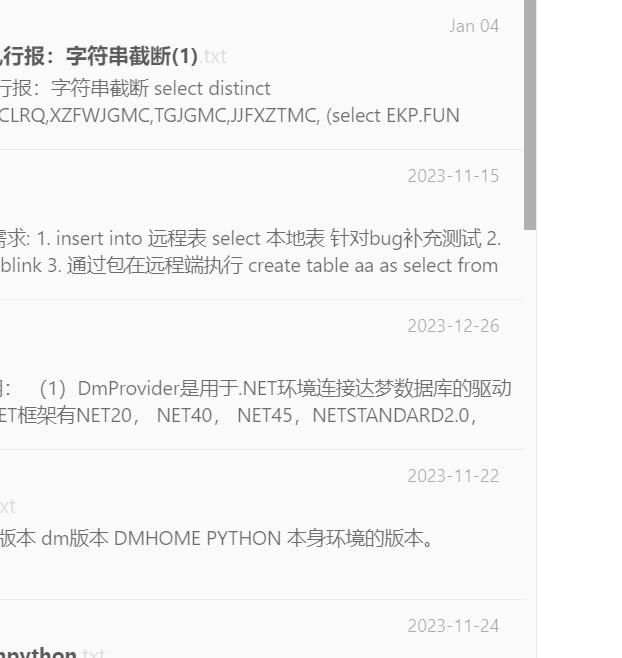 Jan 04
行报：字符串截断(1).txt
行报：字符串截断 select distinct
CLRQ,XZFWJGMC,TGJGMC,JJFXZTMC, (select EKP.FUN
2023-11-15
需求: 1. insert into 远程表 select 本地表 针对bug补充测试 2.
blink 3. 通过包在远程端执行 create table aa as select from
2023-12-26
（1）DmProvider是用于.NET环境连接达梦数据库的驱动
ET框架有NET20， NET40， NET45，NETSTANDARD2.0，
2023-11-22
xt
版本 dm版本 DMHOME PYTHON 本身环境的版本。
2023-11-24
python.txt